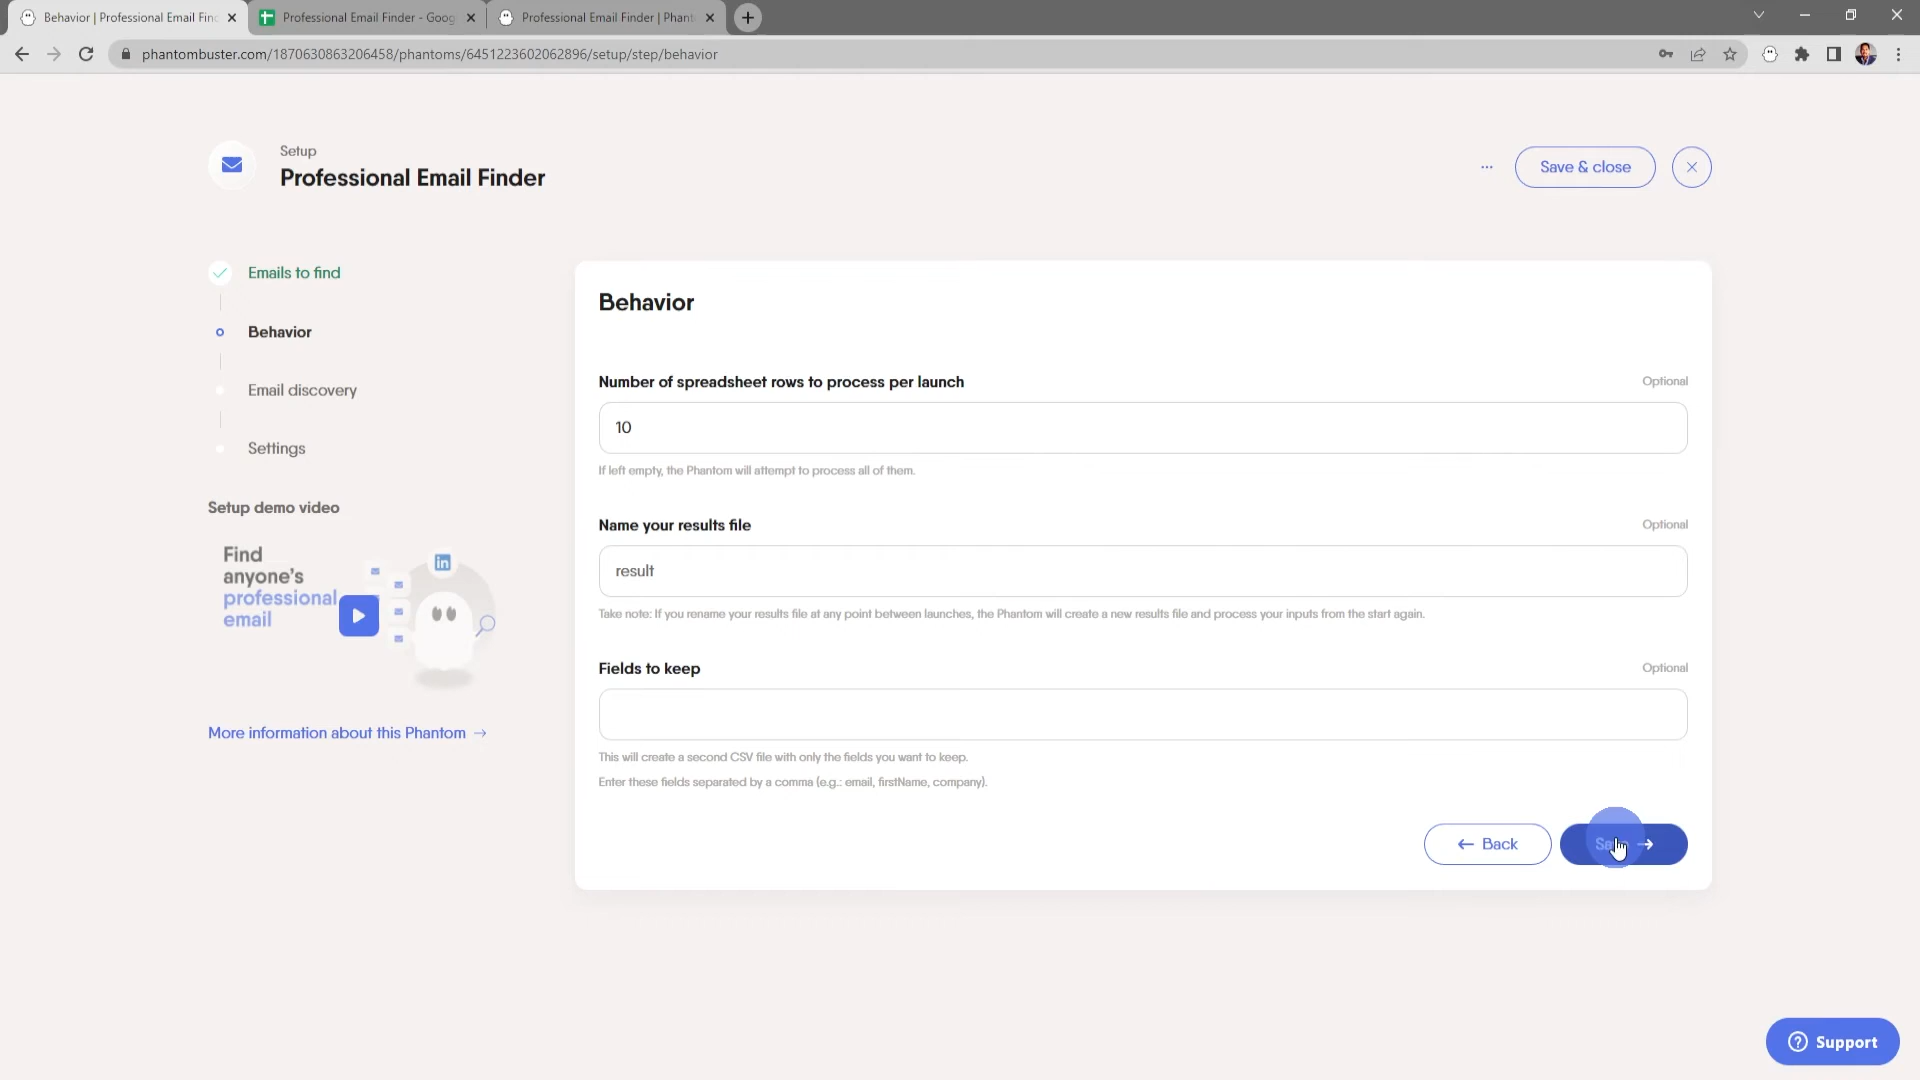 Behavior | Professional Email Finc
Professional Email Finder - Goog
Professional Email Finder | Phant
phantombuster.com/1870630863206458/phantoms/6451223602062896/setup/step/behavior
Setup
Professional Email Finder
Save & close
Emails to find
Behavior
Email discovery
Settings
Setup demo video
Find
anyone's
professional
email
in
More information about this Phantom →
Behavior
Number of spreadsheet rows to process per launch
Optional
10
If left empty, the Phantom will attempt to process all of them.
Name your results file
Optional
result
Take note: If you rename your results file at any point between launches, the Phantom will create a new results file and process your inputs from the start again.
Fields to keep
Optional
This will create a second CSV file with only the fields you want to keep.
Enter these fields separated by a comma (e.g.: email, firstName, company).
← Back
Support